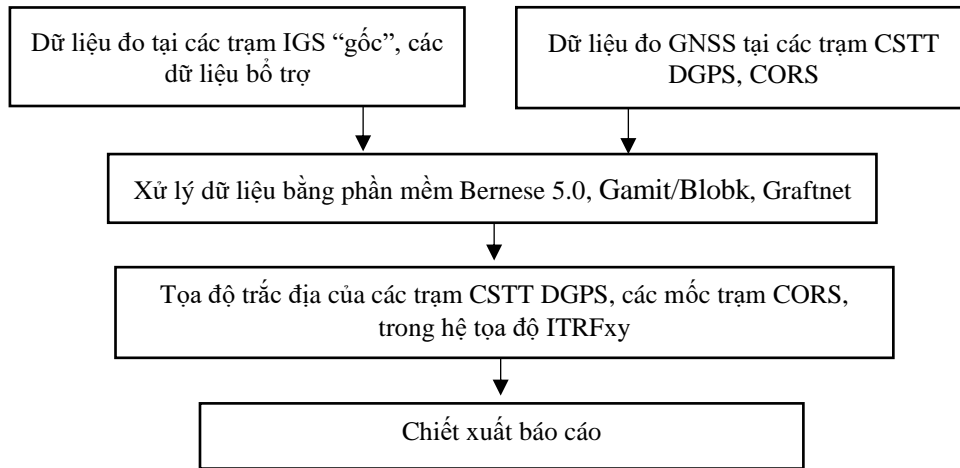 Dữ liệu đo tại các trạm IGS “gốc”, các
dữ liệu bổ trợ
Dữ liệu đo GNSS tại các trạm CSTT
DGPS, CORS
Xử lý dữ liệu bằng phần mềm Bernese 5.0, Gamit/Blobk, Graftnet
Tọa độ trắc địa của các trạm CSTT DGPS, các mốc trạm CORS,
trong hệ tọa độ ITRFxy
Chiết xuất báo cáo